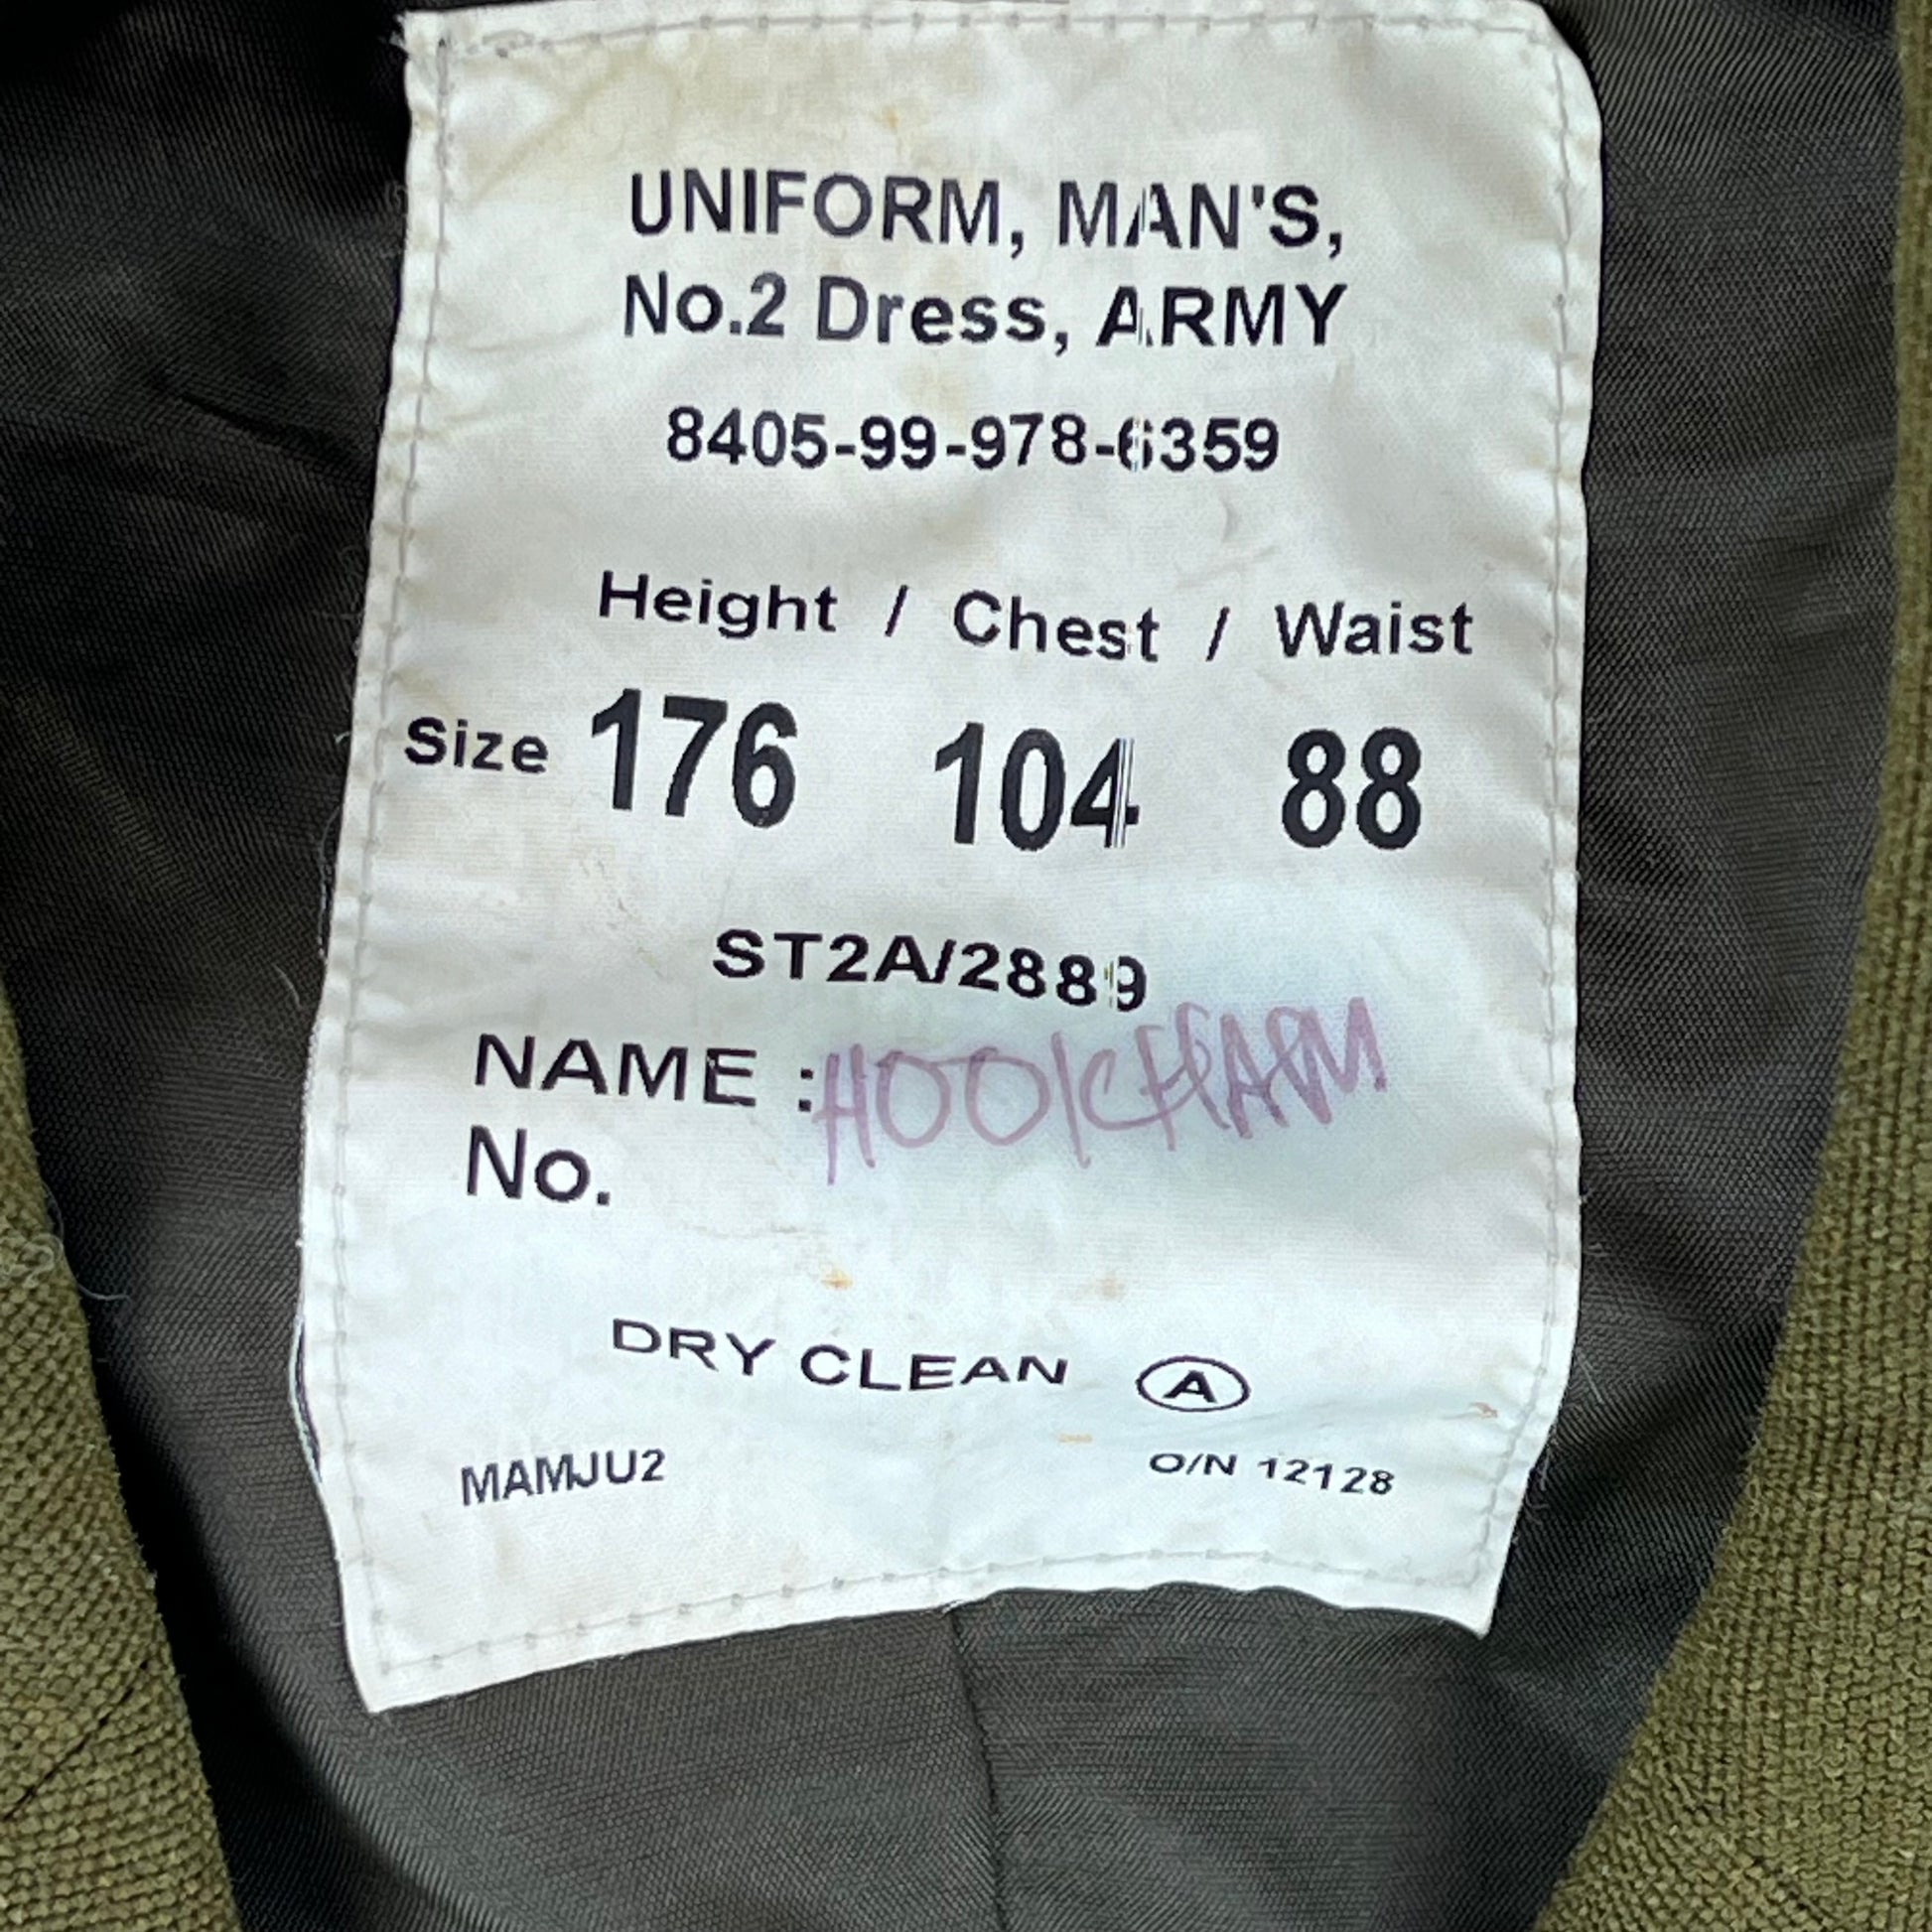 UNIFORM, MAN'S,
No.2 Dress, ARMY
8405-99-978-6359
Height / Chest / Waist
Size 176 104 88
ST2A/2889
NAME : HOOKHAM
No.
DRY CLEAN A
MAMJU2 O/N 12128